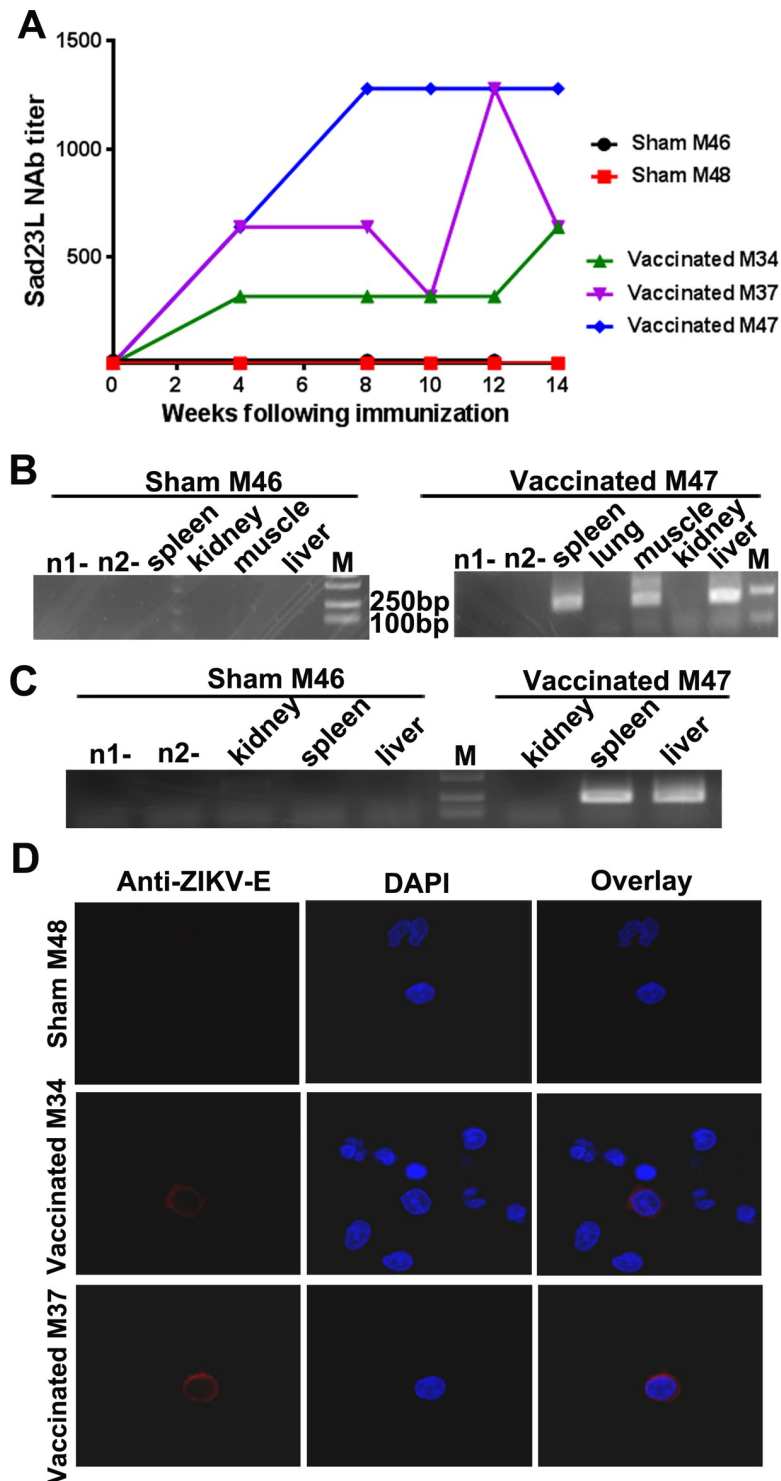 A
1500
1000
500
Sad23L NAb titer
0 2 4 6 8 10 12 14
Weeks following immunization
Sham M46
Sham M48
Vaccinated M34
Vaccinated M37
Vaccinated M47
B
Sham M46
n1- n2- spleen kidney muscle liver M
250bp
100bp
Vaccinated M47
n1- n2- spleen lung muscle kidney liver M
C
Sham M46
Vaccinated M47
n1- n2- kidney spleen liver M kidney spleen liver
D
Anti-ZIKV-E DAPI Overlay
Sham M48
Vaccinated M34
Vaccinated M37